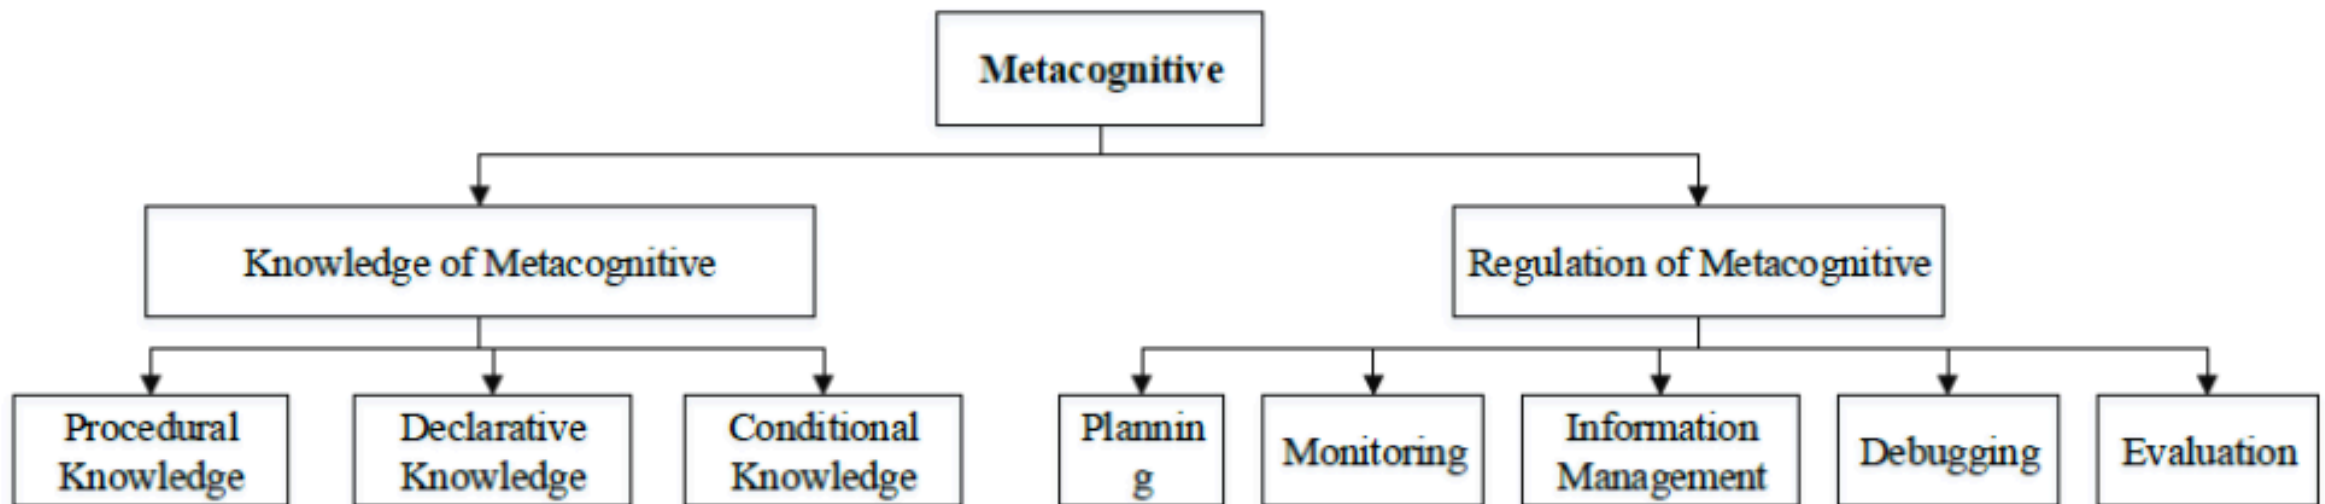 Metacognitive
Knowledge of Metacognitive
Regulation of Metacognitive
Procedural
Knowledge
Declarative
Knowledge
Conditional
Knowledge
Plannin
g
Monitoring
Information
Management
Debugging
Evaluation